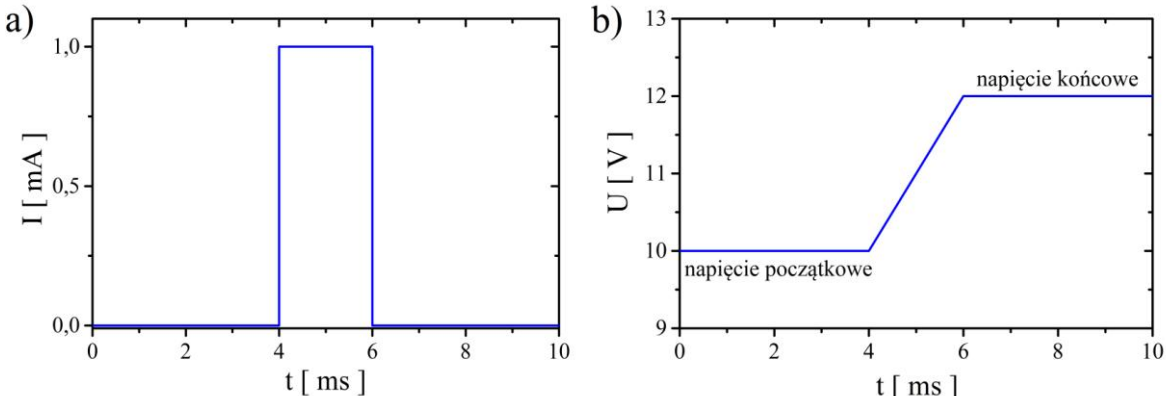 a)
I [ mA ]
1,0
0,5
0,0
0 2 4 6 8 10
t [ ms ]
b)
U [ V ]
13
12
11
10
9
napięcie końcowe
napięcie początkowe
0 2 4 6 8 10
t [ ms ]